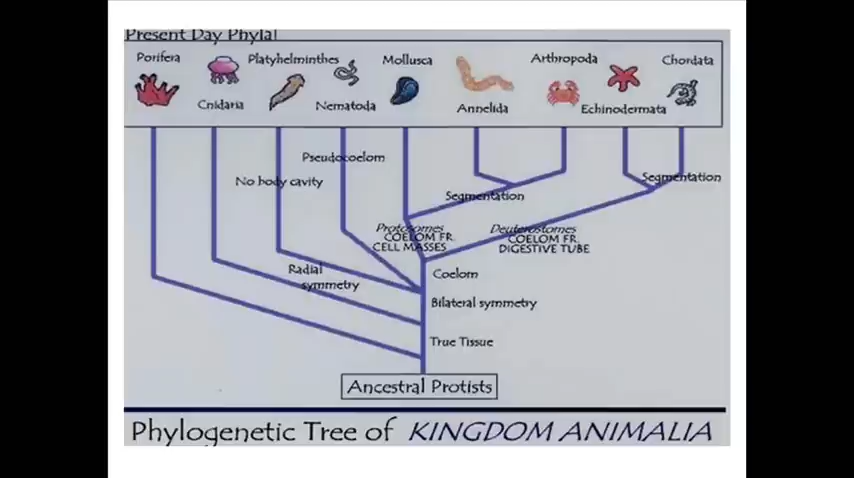 Present Day Phyla!
Porifera
Platyhelminthes
Mollusca
Arthropoda
Chordata
Cnidaria
Nematoda
Annelida
Echinodermata
Pseudocoelom
No body cavity
Segmentation
Segmentation
Protosomes
COELOM FR.
CELL MASSES
Deuterostomes
COELOM FR.
DIGESTIVE TUBE
Radial
symmetry
Coelom
Bilateral symmetry
True Tissue
Ancestral Protists
Phylogenetic Tree of KINGDOM ANIMALIA